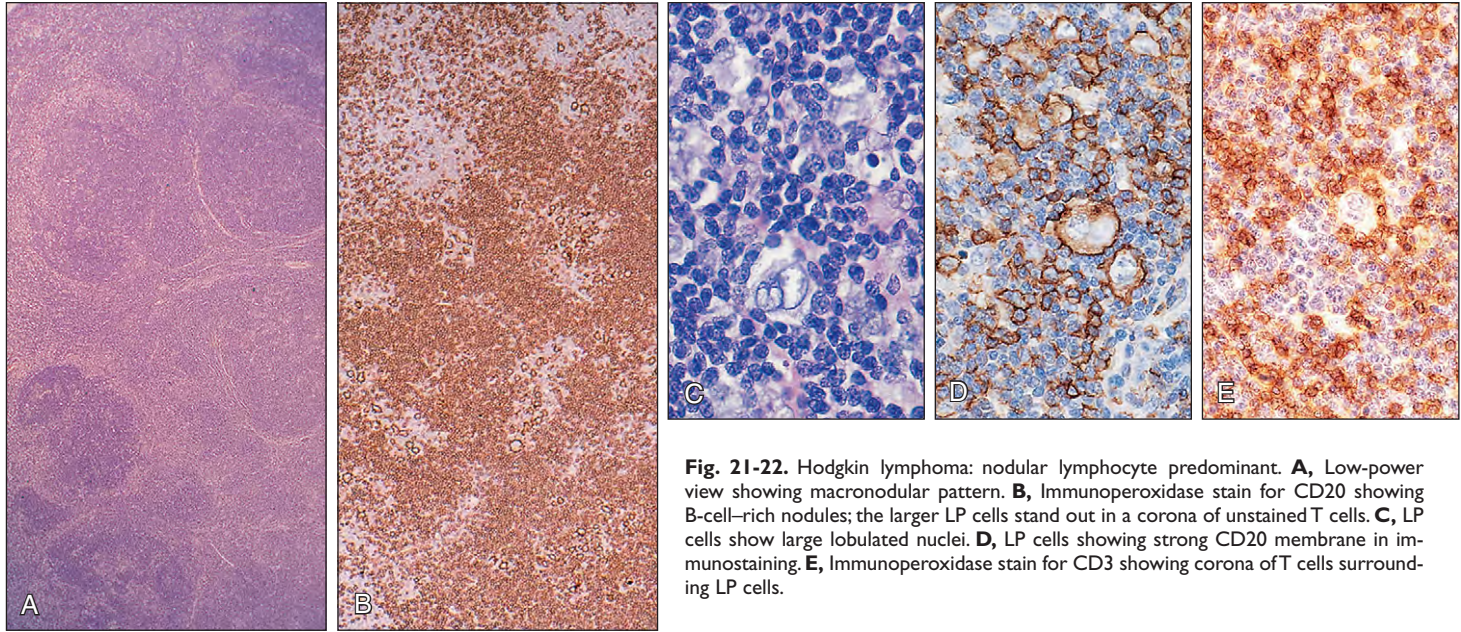 A
B
C
D
E
Fig. 21-22. Hodgkin lymphoma: nodular lymphocyte predominant. A, Low-power
view showing macronodular pattern. B, Immunoperoxidase stain for CD20 showing
B-cell–rich nodules; the larger LP cells stand out in a corona of unstained T cells. C, LP
cells show large lobulated nuclei. D, LP cells showing strong CD20 membrane in im-
munostaining. E, Immunoperoxidase stain for CD3 showing corona of T cells surround-
ing LP cells.